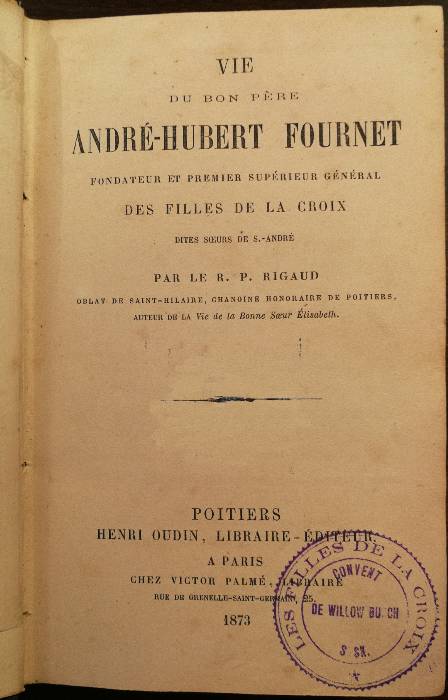 VIE
DU BON PÈRE
ANDRÉ-HUBERT FOURNET
FONDATEUR ET PREMIER SUPÉRIEUR GÉNÉRAL
DES FILLES DE LA CROIX
DITES SŒURS DE S.-ANDRÉ
PAR LE R. P. RIGAUD
OBLAT DE SAINT-HILAIRE, CHANOINE HONORAIRE DE POITIERS,
AUTEUR DE LA Vie de la Bonne Sœur Élisabeth.
POITIERS
HENRI OUDIN, LIBRAIRE-ÉDITEUR.
A PARIS
CHEZ VICTOR PALMÉ, LIBRAIRE
RUE DE GRENELLE-SAINT-GERMAIN, 25.
1873
LES FILLES DE LA CROIX
CONVENT
DE WILLOW BUNCH
SASK.